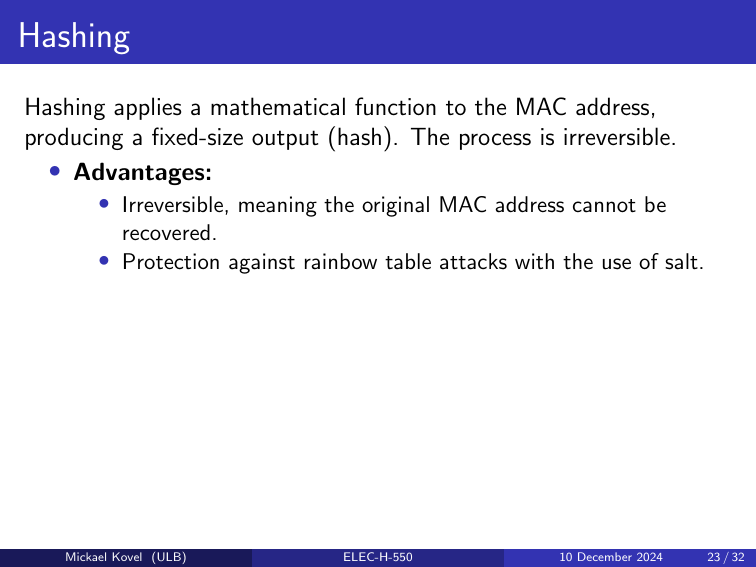 Hashing
Hashing applies a mathematical function to the MAC address,
producing a fixed-size output (hash). The process is irreversible.
• Advantages:
• Irreversible, meaning the original MAC address cannot be
recovered.
• Protection against rainbow table attacks with the use of salt.
Mickael Kovel (ULB) ELEC-H-550 10 December 2024 23 / 32